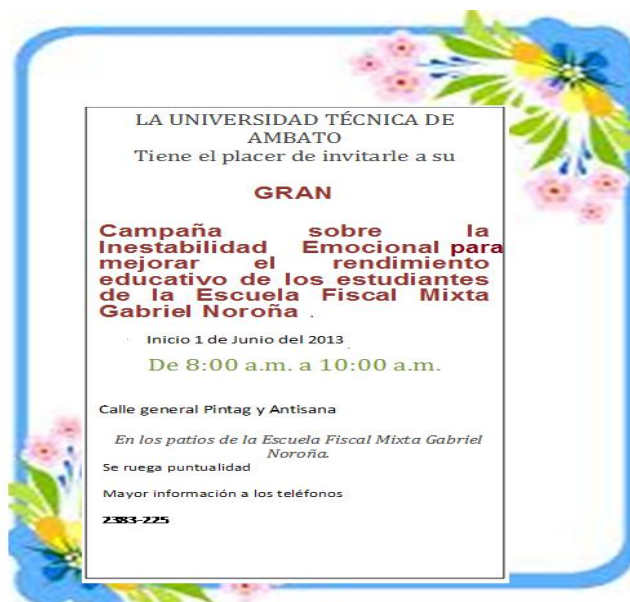 LA UNIVERSIDAD TÉCNICA DE
AMBATO
Tiene el placer de invitarle a su
GRAN
Campaña sobre la
Inestabilidad Emocional para
mejorar el rendimiento
educativo de los estudiantes
de la Escuela Fiscal Mixta
Gabriel Noroña .
Inicio 1 de Junio del 2013
De 8:00 a.m. a 10:00 a.m.
Calle general Pintag y Antisana
En los patios de la Escuela Fiscal Mixta Gabriel
Noroña.
Se ruega puntualidad
Mayor información a los teléfonos
2383-225